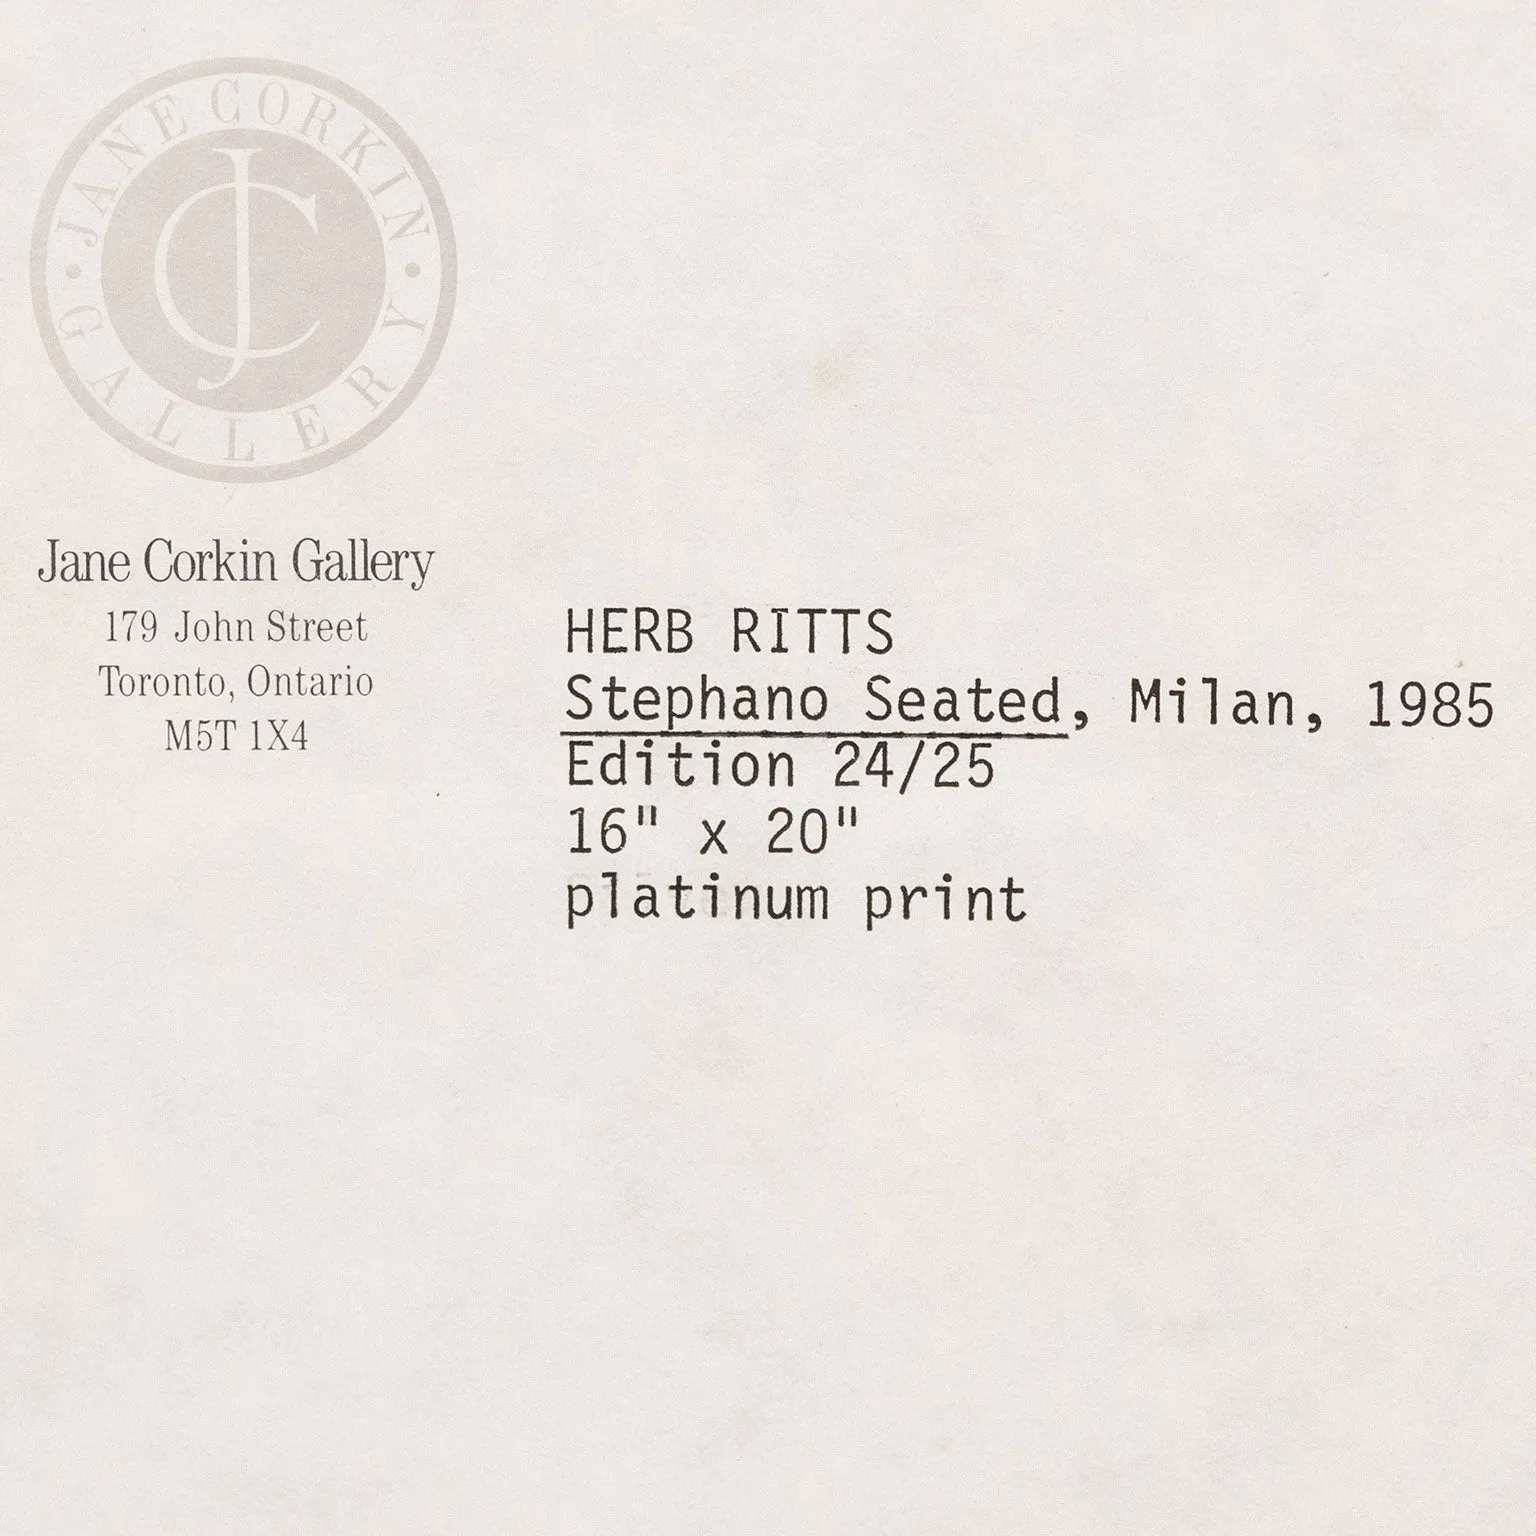 JANE CORKIN
GALLERY
JC
Jane Corkin Gallery
179 John Street
Toronto, Ontario
M5T 1X4
HERB RITTS
Stephano Seated, Milan, 1985
Edition 24/25
16" x 20"
platinum print